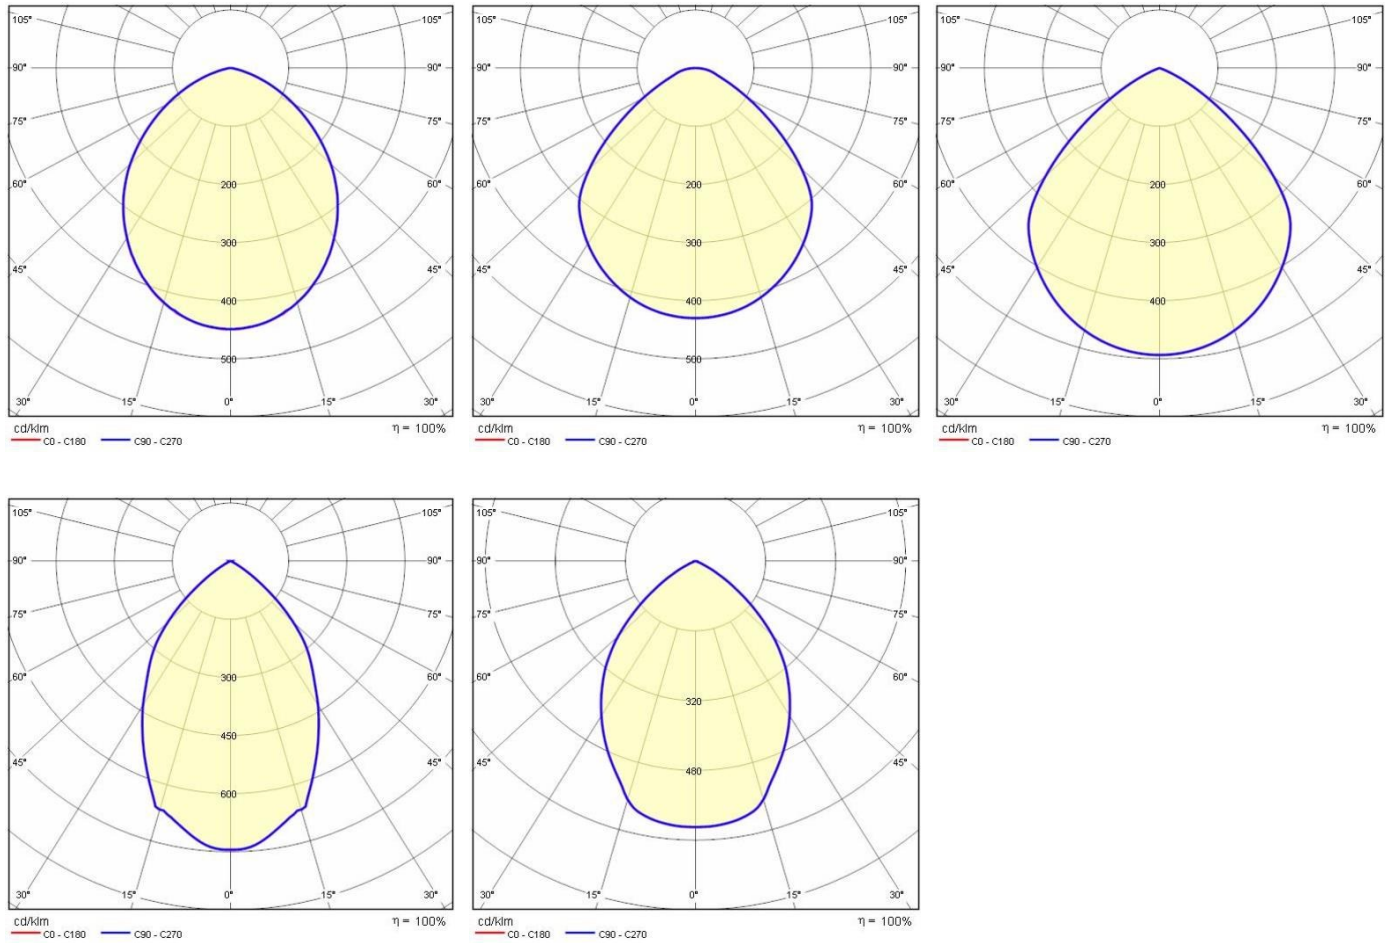 105° 105° 105° 105° 105° 105°
90° 90° 90° 90° 90° 90°
75° 75° 75° 75° 75° 75°
60° 200 60° 60° 200 60° 60° 200 60°
300 300 300
45° 45° 45° 45° 45° 45°
400 400 400
500 500
30° 15° 0° 15° 30° 30° 15° 0° 15° 30° 30° 15° 0° 15° 30°
cd/klm η = 100% cd/klm η = 100% cd/klm η = 100%
C0 - C180 C90 - C270 C0 - C180 C90 - C270 C0 - C180 C90 - C270
105° 105° 105° 105°
90° 90° 90° 90°
75° 75° 75° 75°
60° 300 60° 60° 320 60°
450
45° 45° 45° 480 45°
600
30° 15° 0° 15° 30° 30° 15° 0° 15° 30°
cd/klm η = 100% cd/klm η = 100%
C0 - C180 C90 - C270 C0 - C180 C90 - C270